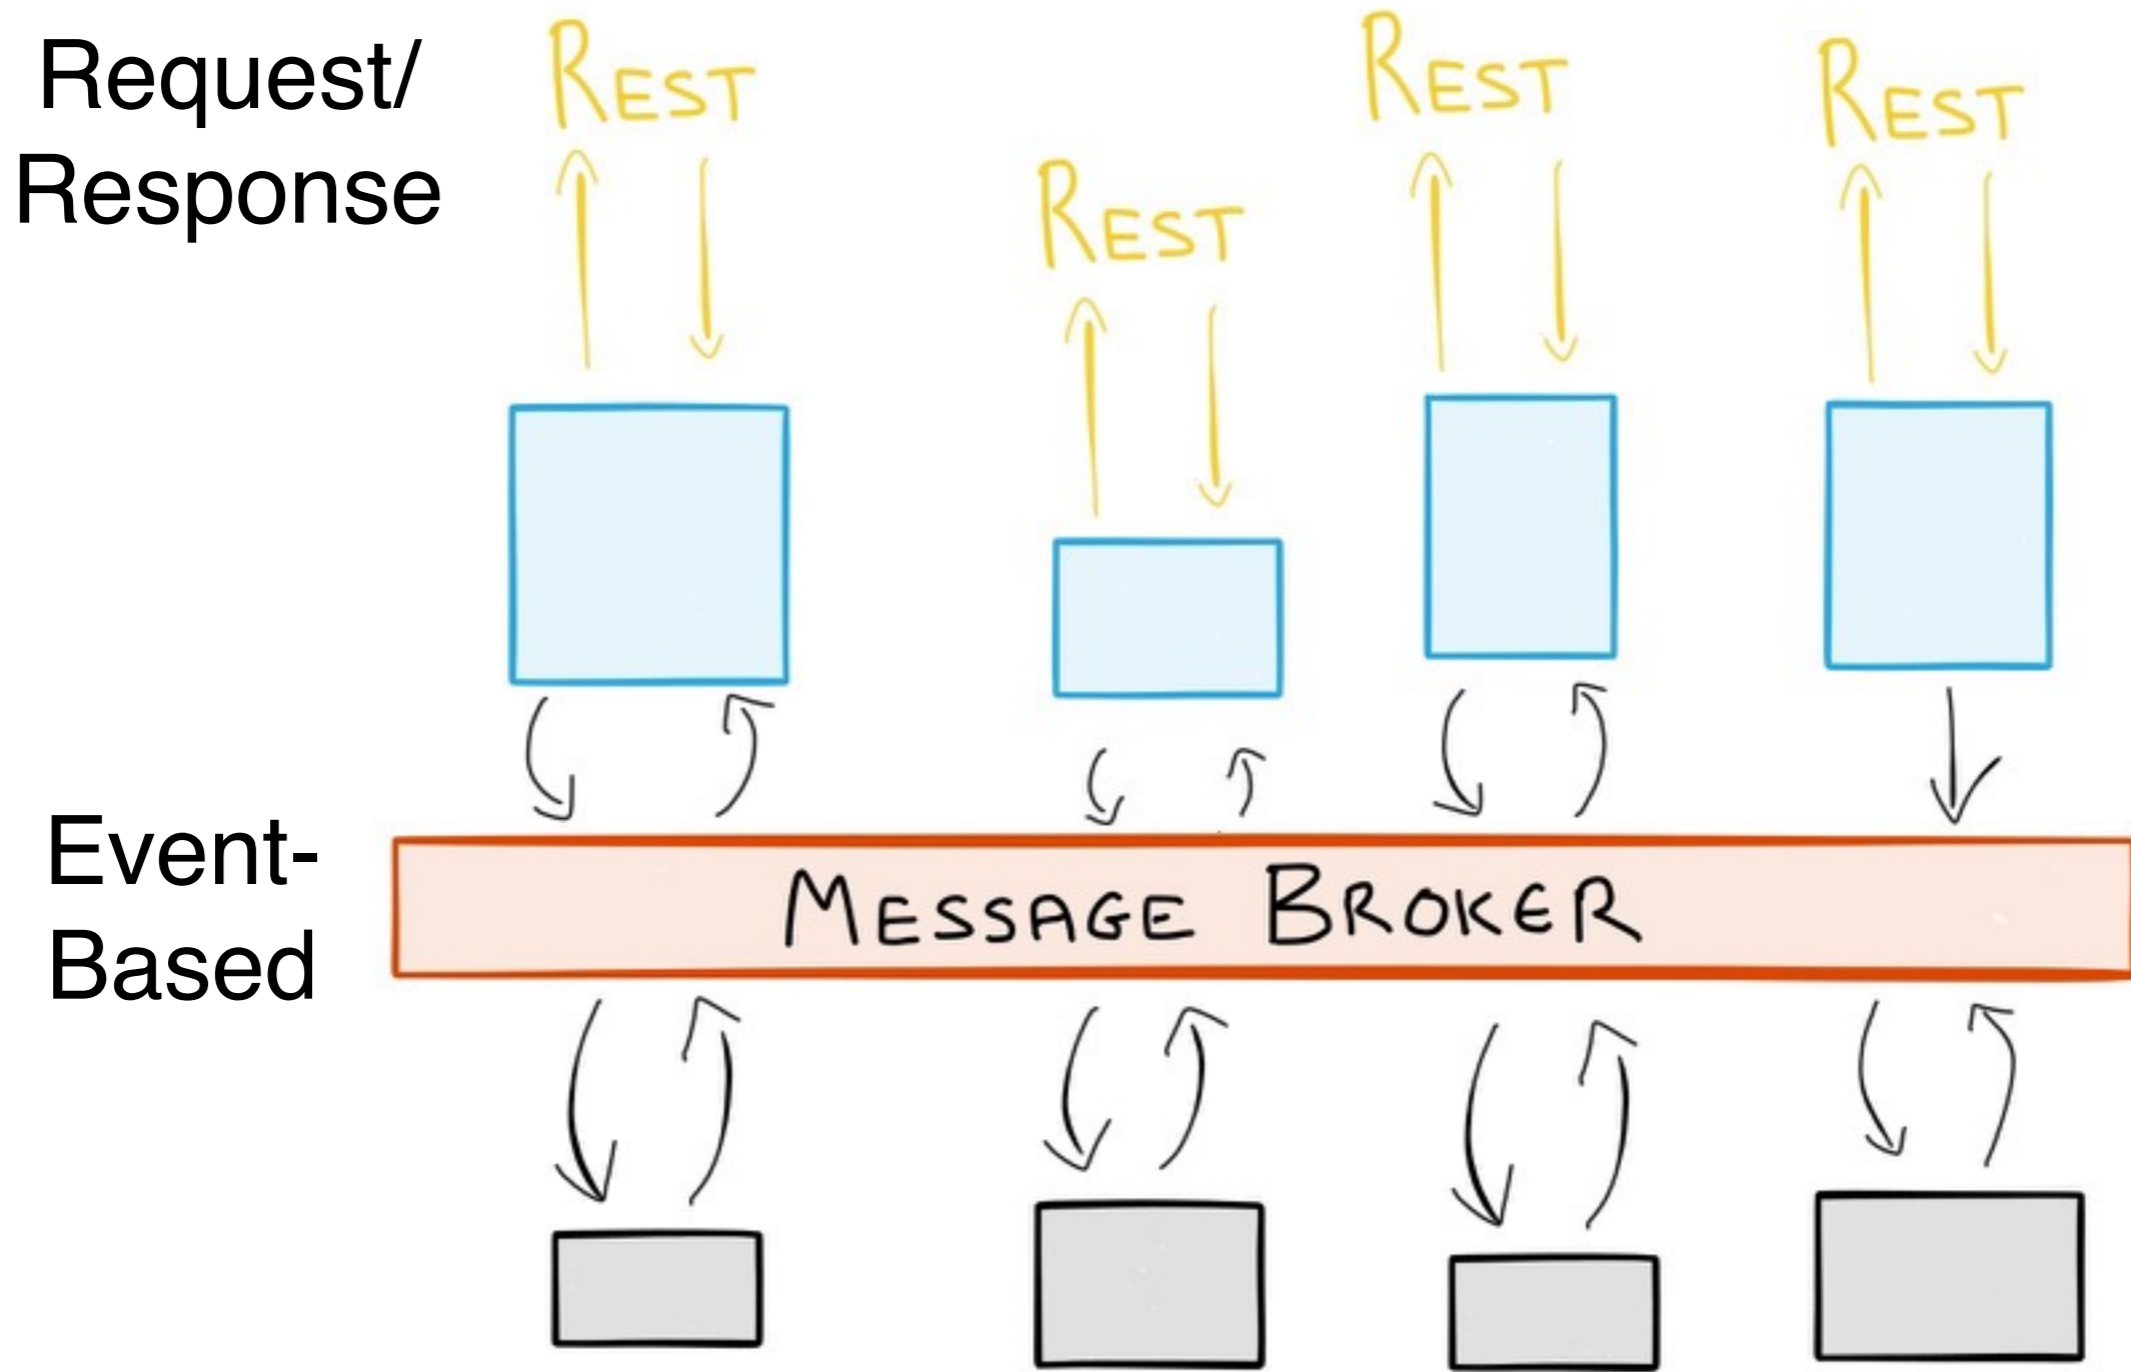 Request/
Response
REST
REST
REST
REST
Event-
Based
MESSAGE BROKER